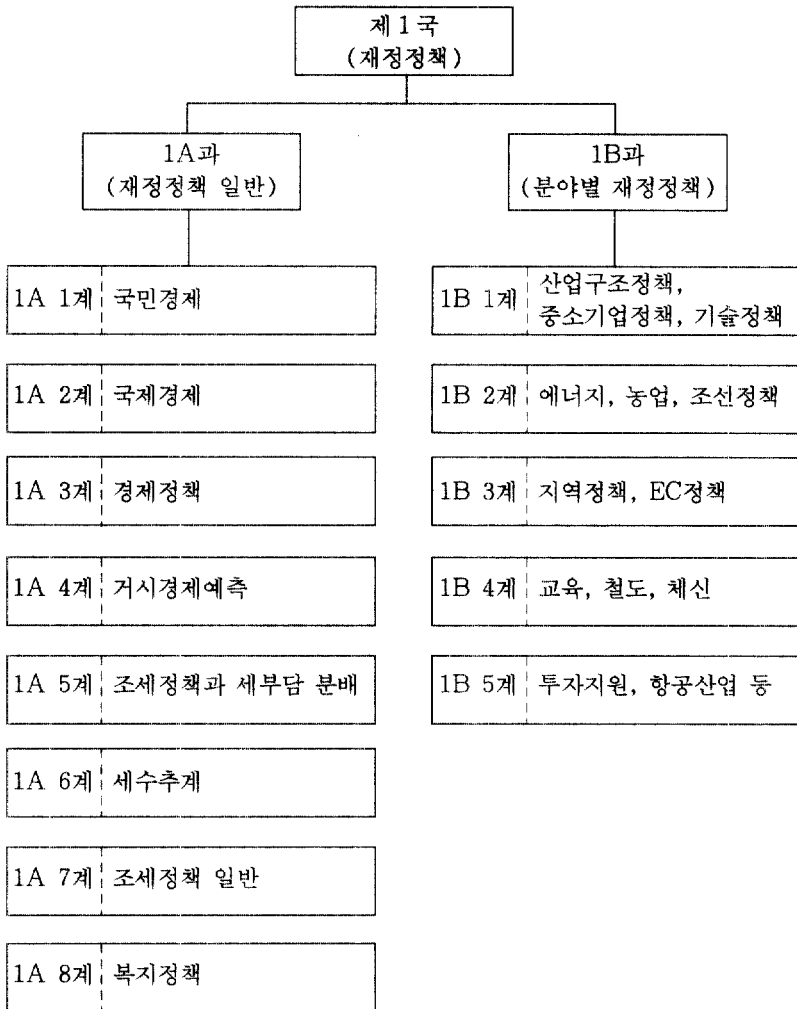 제 1 국
(재정정책)
1A과
(재정정책 일반)
1B과
(분야별 재정정책)
1A 1계 국민경제
1A 2계 국제경제
1A 3계 경제정책
1A 4계 거시경제예측
1A 5계 조세정책과 세부담 분배
1A 6계 세수추계
1A 7계 조세정책 일반
1A 8계 복지정책
1B 1계 산업구조정책,
중소기업정책, 기술정책
1B 2계 에너지, 농업, 조선정책
1B 3계 지역정책, EC정책
1B 4계 교육, 철도, 체신
1B 5계 투자지원, 항공산업 등